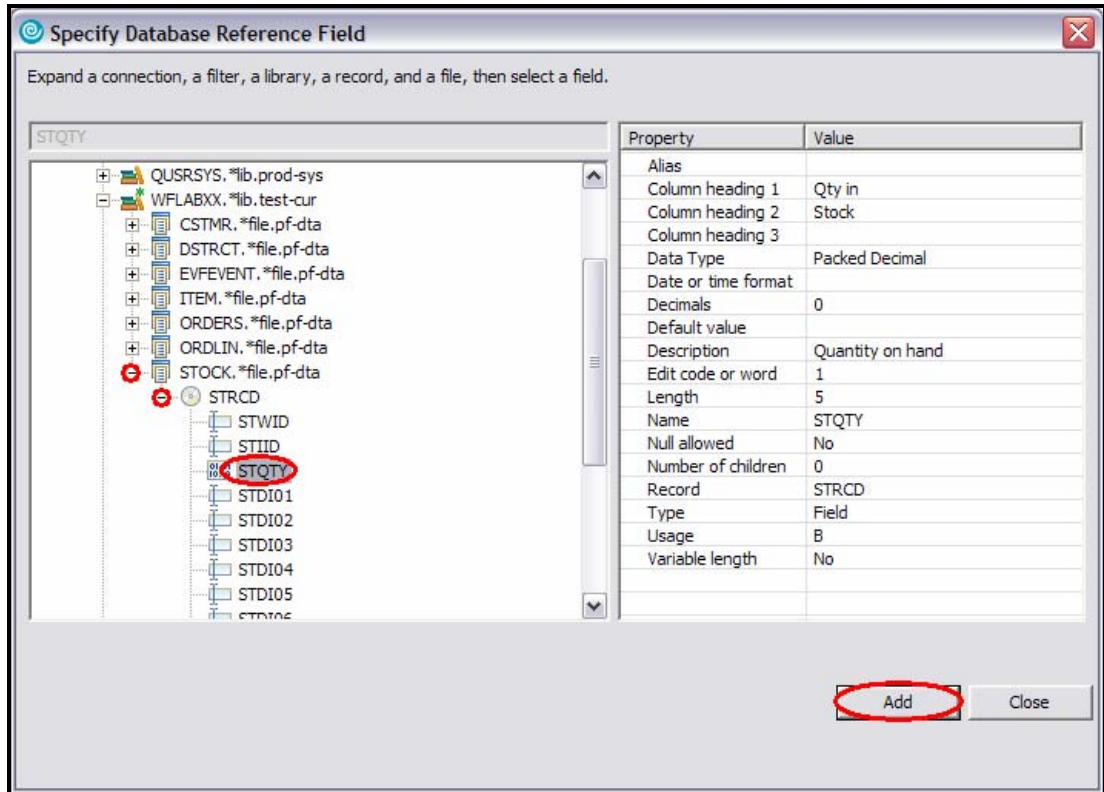 Specify Database Reference Field
Expand a connection, a filter, a library, a record, and a file, then select a field.
STQTY
QUSRSYS.*lib.prod-sys
WFLABXX.*lib.test-cur
CSTMR.*file.pf-dta
DSTRCT.*file.pf-dta
EVFEVENT.*file.pf-dta
ITEM.*file.pf-dta
ORDERS.*file.pf-dta
ORDLIN.*file.pf-dta
STOCK.*file.pf-dta
STRCD
STWID
STIID
STQTY
STDI01
STDI02
STDI03
STDI04
STDI05
STDI06
Property Value
Alias
Column heading 1 Qty in
Column heading 2 Stock
Column heading 3
Data Type Packed Decimal
Date or time format
Decimals 0
Default value
Description Quantity on hand
Edit code or word 1
Length 5
Name STQTY
Null allowed No
Number of children 0
Record STRCD
Type Field
Usage B
Variable length No
Add Close